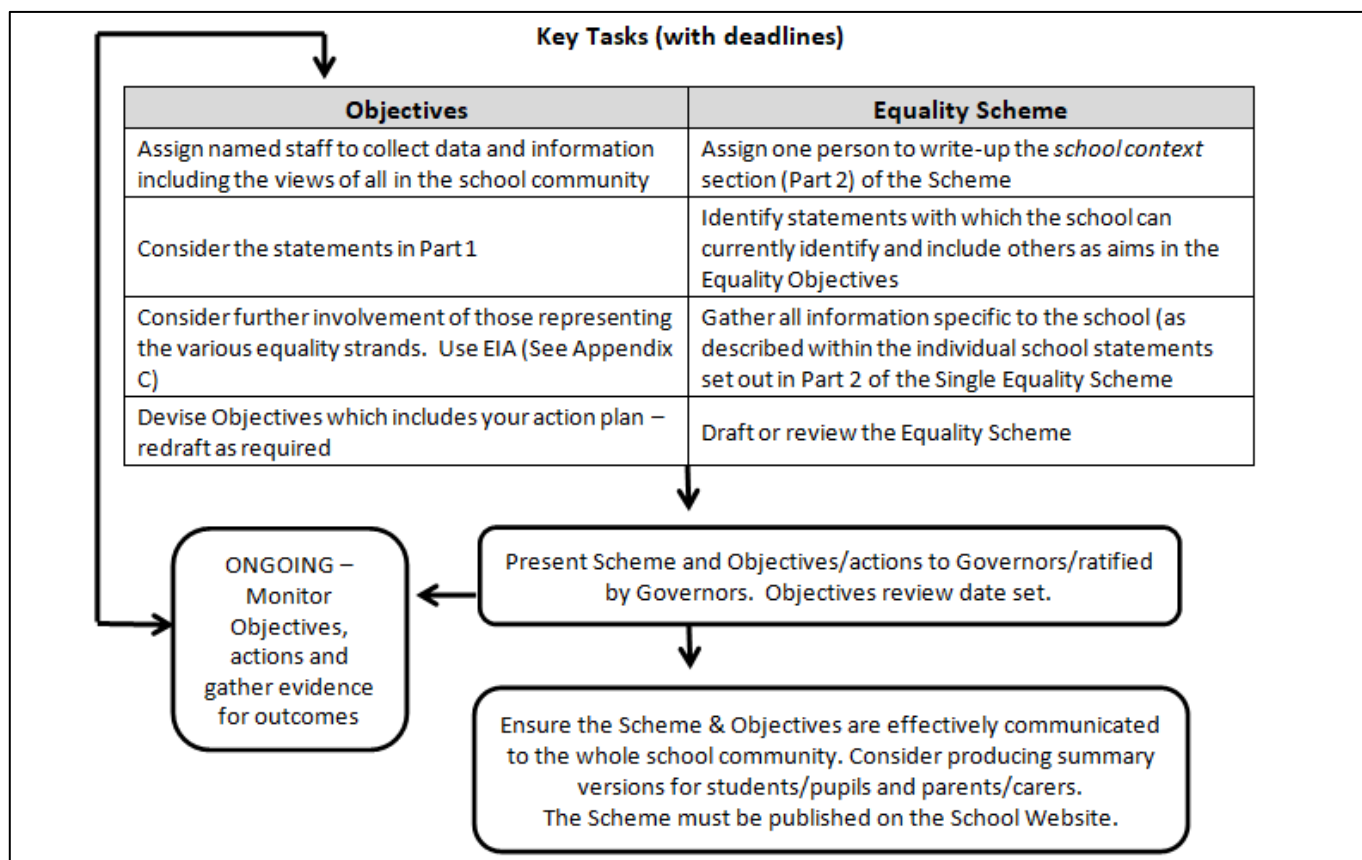 Key Tasks (with deadlines)
Objectives
Equality Scheme
Assign named staff to collect data and information
including the views of all in the school community
Assign one person to write-up the school context
section (Part 2) of the Scheme
Consider the statements in Part 1
Identify statements with which the school can
currently identify and include others as aims in the
Equality Objectives
Consider further involvement of those representing
the various equality strands.  Use EIA (See Appendix
C)
Gather all information specific to the school (as
described within the individual school statements
set out in Part 2 of the Single Equality Scheme
Devise Objectives which includes your action plan –
redraft as required
Draft or review the Equality Scheme
ONGOING –
Monitor
Objectives,
actions and
gather evidence
for outcomes
Present Scheme and Objectives/actions to Governors/ratified
by Governors.  Objectives review date set.
Ensure the Scheme & Objectives are effectively communicated
to the whole school community. Consider producing summary
versions for students/pupils and parents/carers.
The Scheme must be published on the School Website.